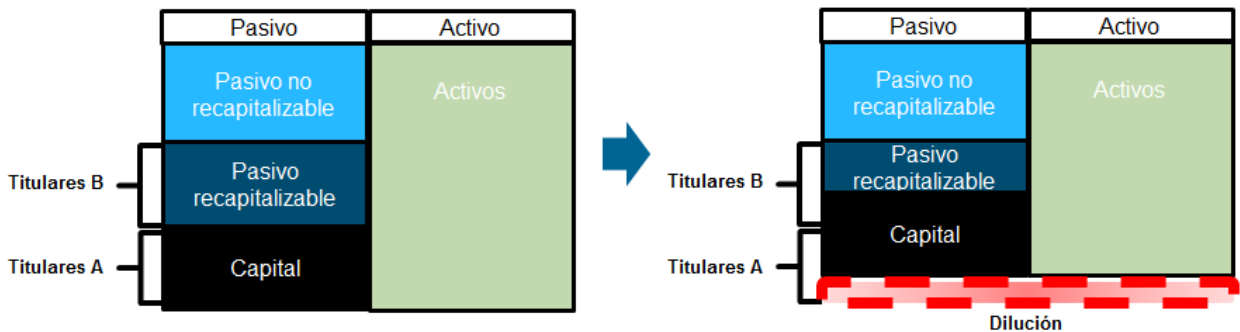 Pasivo
Activo
Pasivo no
recapitalizable
Activos
Titulares B
Pasivo
recapitalizable
Titulares A
Capital
Pasivo
Activo
Pasivo no
recapitalizable
Activos
Titulares B
Pasivo
recapitalizable
Titulares A
Capital
Dilución